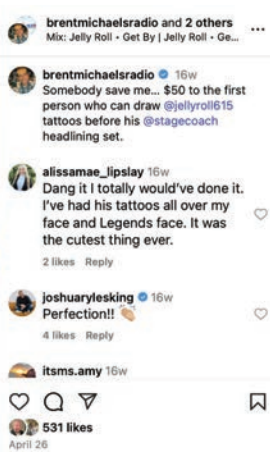 brentmichaelsradio and 2 others
Mix: Jelly Roll • Get By | Jelly Roll • Ge...
brentmichaelsradio 16w
Somebody save me... $50 to the first
person who can draw @jellyroll615
tattoos before his @stagecoach
headlining set.
alissamae_lipslay 16w
Dang it I totally would've done it.
I've had his tattoos all over my
face and Legends face. It was
the cutest thing ever.
2 likes Reply
joshuarylesking 16w
Perfection!! 👏🏼
4 likes Reply
itsms.amy 16w
531 likes
April 26